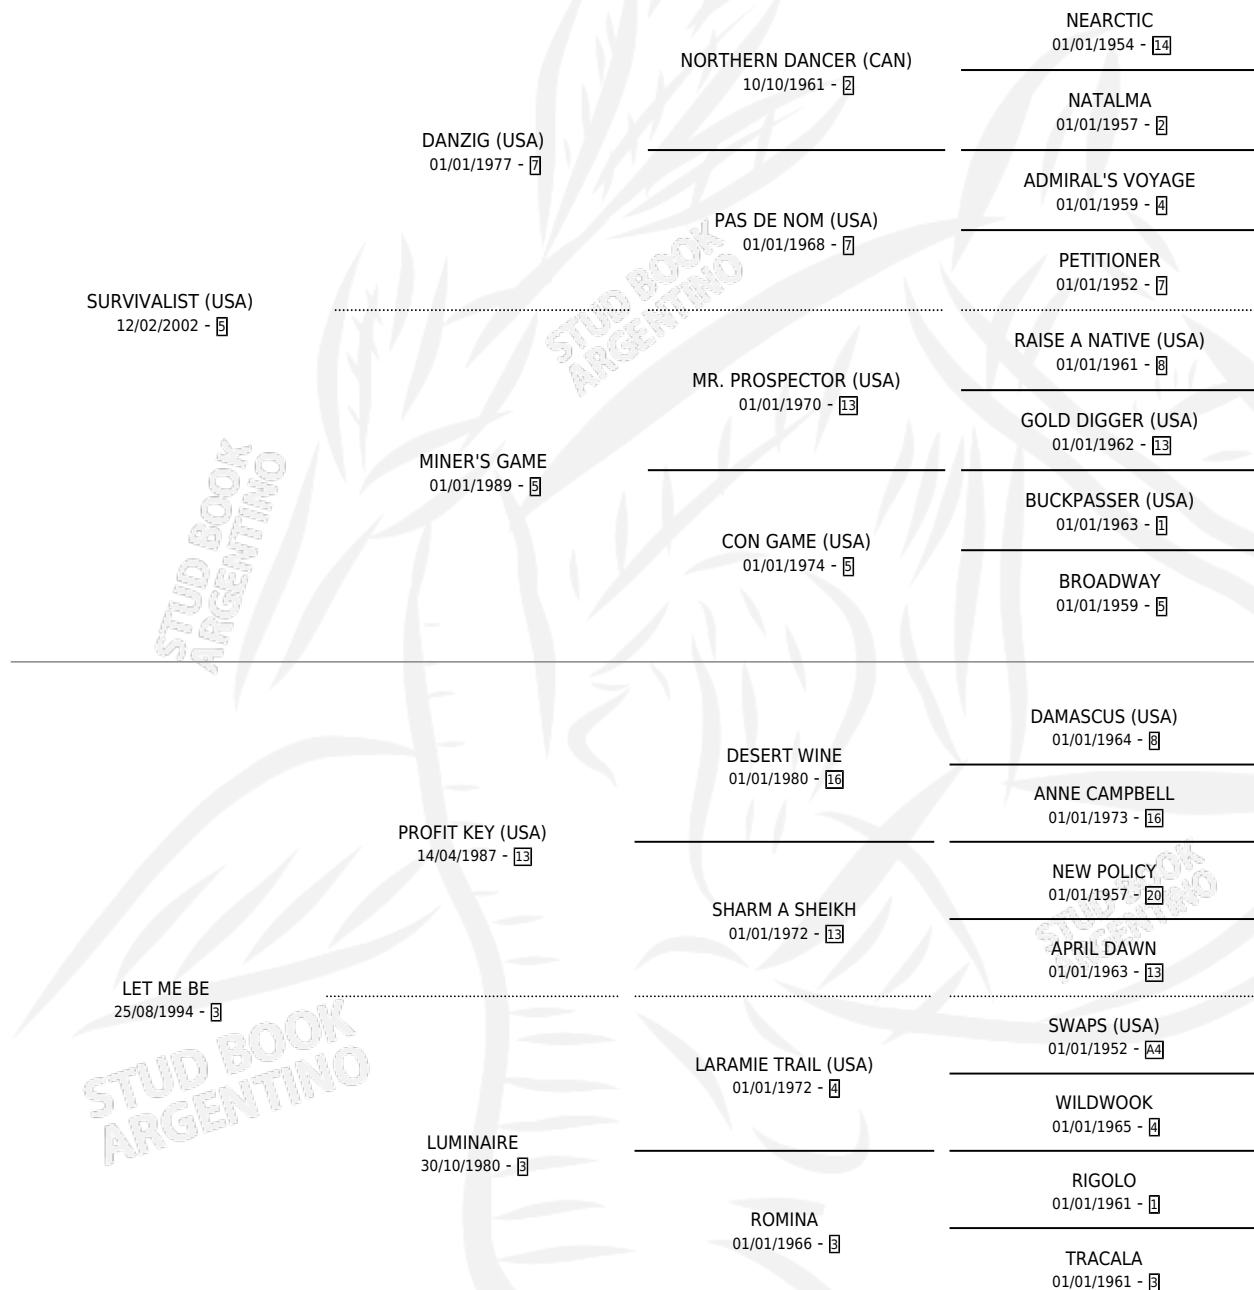 NEARCTIC
01/01/1954 - 14
NORTHERN DANCER (CAN)
10/10/1961 - 2
NATALMA
01/01/1957 - 2
DANZIG (USA)
01/01/1977 - 7
ADMIRAL'S VOYAGE
01/01/1959 - 4
PAS DE NOM (USA)
01/01/1968 - 7
PETITIONER
01/01/1952 - 7
SURVIVALIST (USA)
12/02/2002 - 5
RAISE A NATIVE (USA)
01/01/1961 - 8
MR. PROSPECTOR (USA)
01/01/1970 - 13
GOLD DIGGER (USA)
01/01/1962 - 13
MINER'S GAME
01/01/1989 - 5
BUCKPASSER (USA)
01/01/1963 - 1
CON GAME (USA)
01/01/1974 - 5
BROADWAY
01/01/1959 - 5
STUD BOOK
ARGENTINO
STUD BOOK
ARGENTINO
DAMASCUS (USA)
01/01/1964 - 8
DESERT WINE
01/01/1980 - 16
ANNE CAMPBELL
01/01/1973 - 16
PROFIT KEY (USA)
14/04/1987 - 13
NEW POLICY
01/01/1957 - 20
SHARM A SHEIKH
01/01/1972 - 13
APRIL DAWN
01/01/1963 - 13
LET ME BE
25/08/1994 - 3
SWAPS (USA)
01/01/1952 - A4
LARAMIE TRAIL (USA)
01/01/1972 - 4
WILDWOOK
01/01/1965 - 4
LUMINAIRE
30/10/1980 - 3
RIGOLO
01/01/1961 - 1
ROMINA
01/01/1966 - 3
TRACALA
01/01/1961 - 3
STUD BOOK
ARGENTINO
STUD BOOK
ARGENTINO